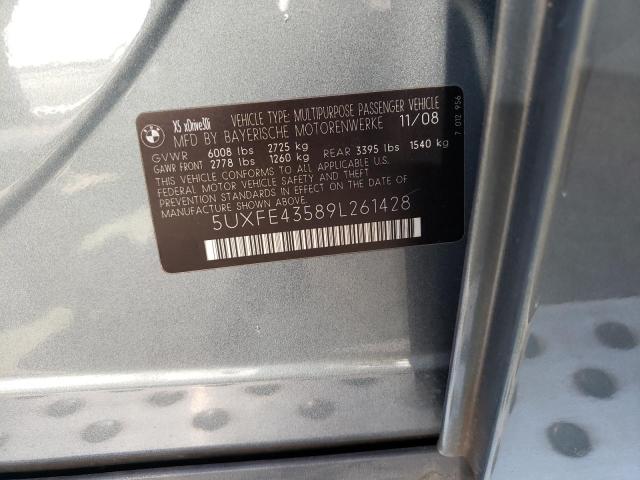 BMW
X5 xDrive30i
VEHICLE TYPE: MULTIPURPOSE PASSENGER VEHICLE
MFD BY BAYERISCHE MOTORENWERKE 11/08
GVWR 6008 lbs 2725 kg
GAWR FRONT 2778 lbs 1260 kg REAR 3395 lbs 1540 kg
THIS VEHICLE CONFORMS TO ALL APPLICABLE U.S.
FEDERAL MOTOR VEHICLE SAFETY AND THEFT
PREVENTION STANDARDS IN EFFECT ON THE DATE OF
MANUFACTURE SHOWN ABOVE.
5UXFE43589L261428
7 012 956